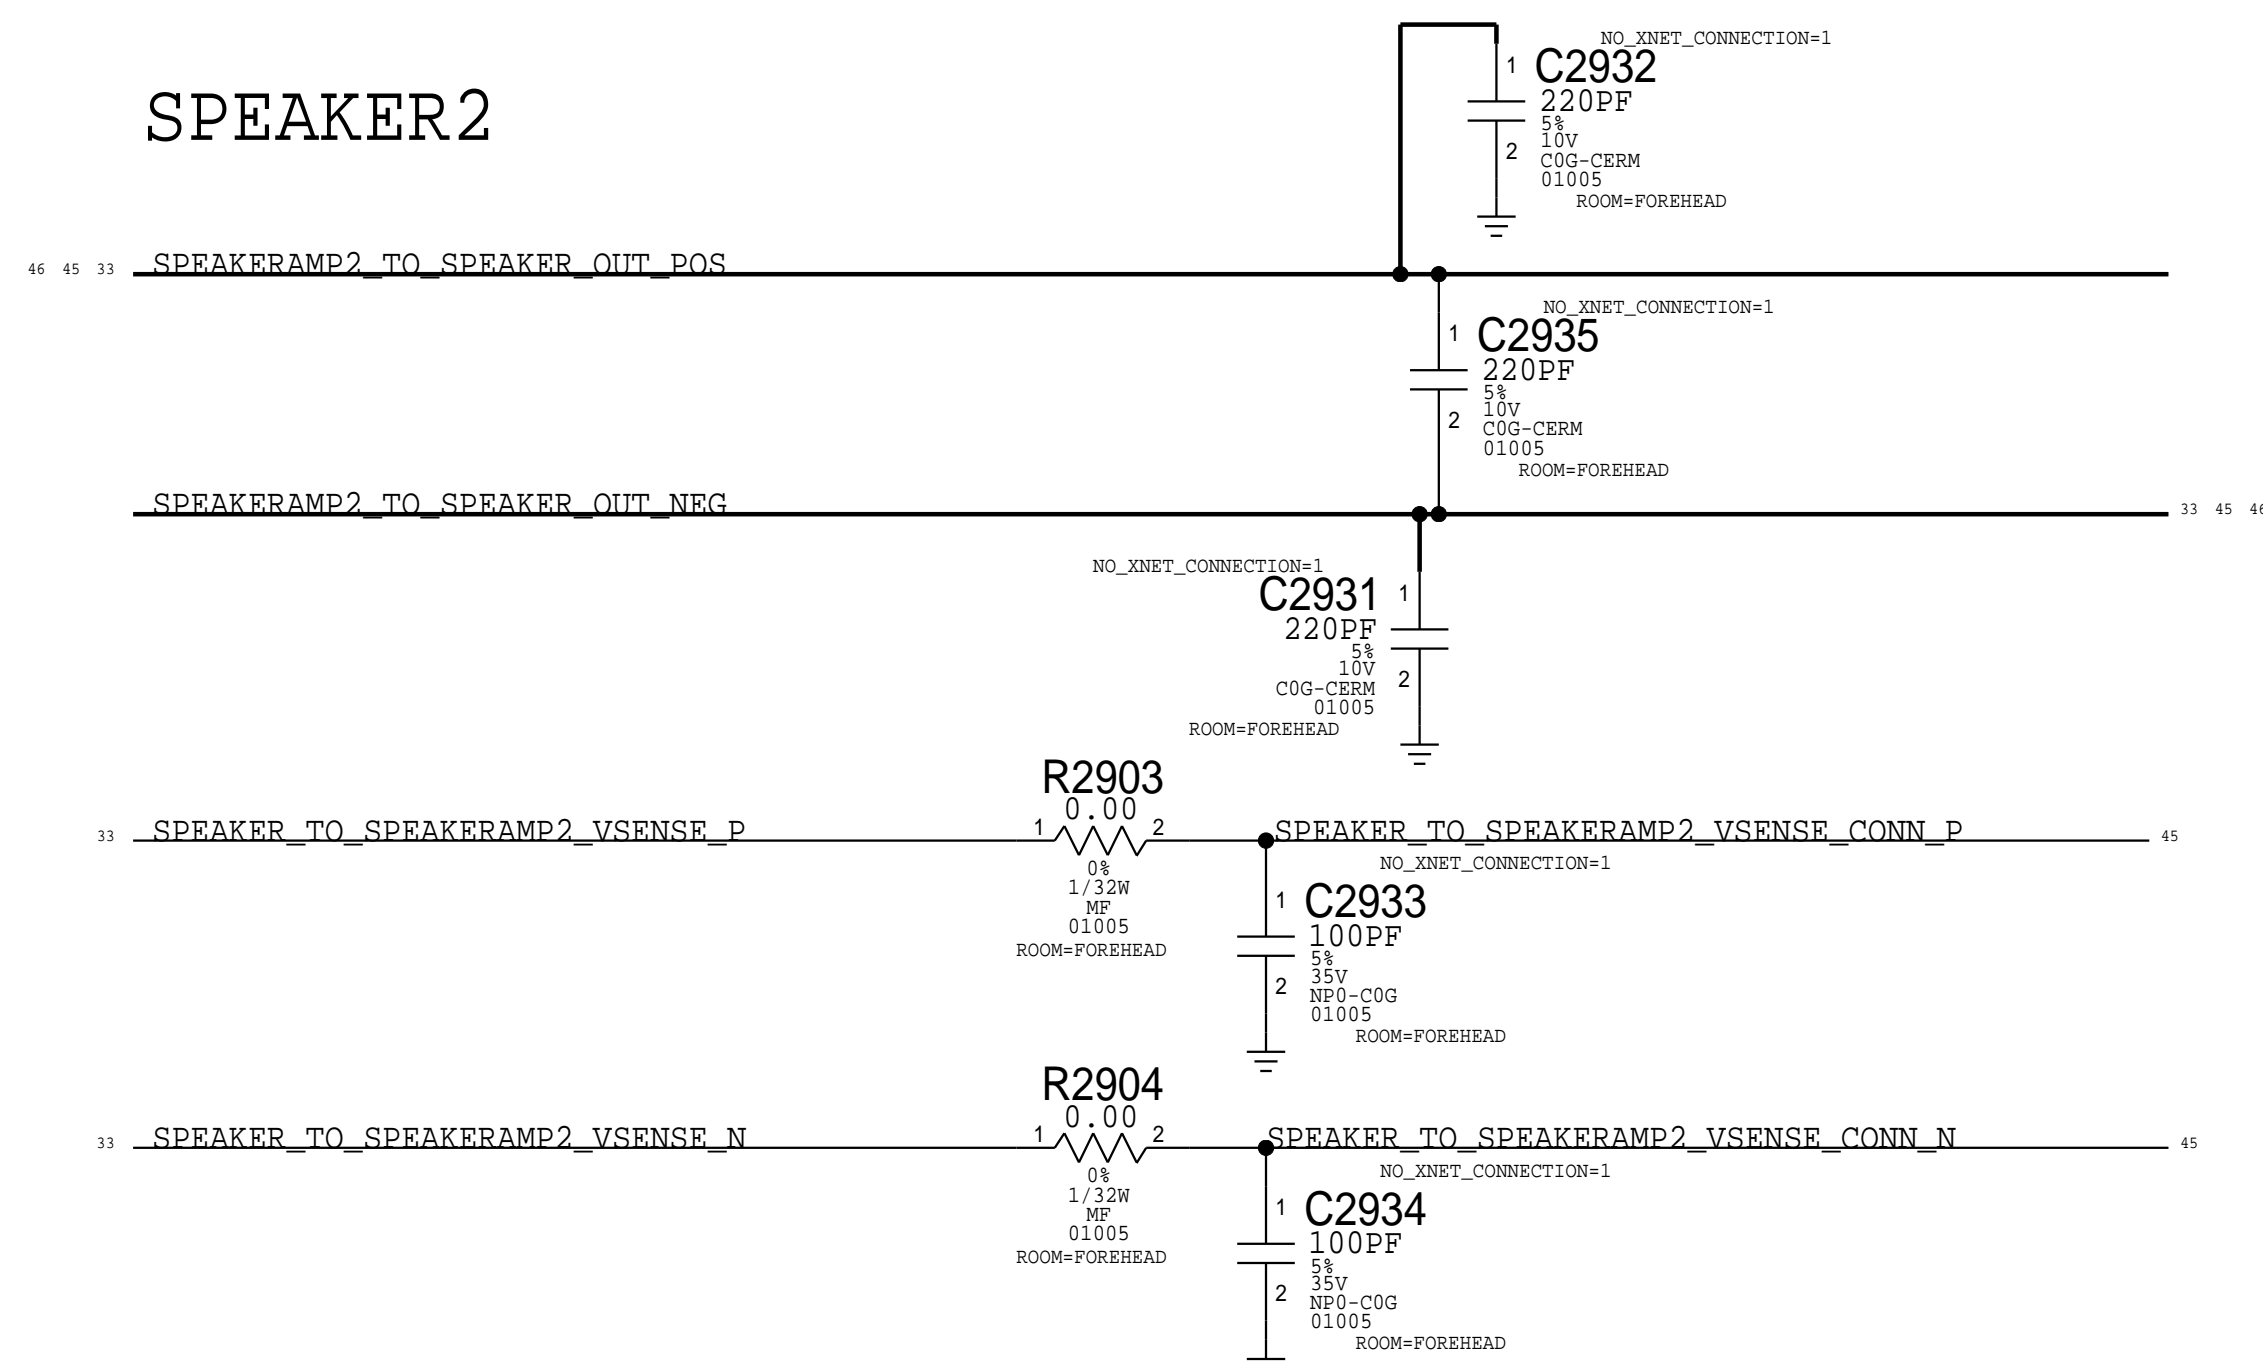 NO_XNET_CONNECTION=1
1 C2932
SPEAKER2
220PF
5%
10V
2
C0G-CERM
01005
ROOM=FOREHEAD
46 45 33 SPEAKERAMP2_TO_SPEAKER_OUT_POS
NO_XNET_CONNECTION=1
1 C2935
220PF
5%
10V
2
C0G-CERM
01005
ROOM=FOREHEAD
SPEAKERAMP2_TO_SPEAKER_OUT_NEG 33 45 46
NO_XNET_CONNECTION=1
C2931 1
220PF
5%
10V
2
C0G-CERM
01005
ROOM=FOREHEAD
R2903
0.00
33 SPEAKER_TO_SPEAKERAMP2_VSENSE_P 1 2 SPEAKER_TO_SPEAKERAMP2_VSENSE_CONN_P 45
0%
1/32W
MF
01005
ROOM=FOREHEAD
NO_XNET_CONNECTION=1
1 C2933
100PF
5%
35V
2
NP0-C0G
01005
ROOM=FOREHEAD
R2904
0.00
33 SPEAKER_TO_SPEAKERAMP2_VSENSE_N 1 2 SPEAKER_TO_SPEAKERAMP2_VSENSE_CONN_N 45
0%
1/32W
MF
01005
ROOM=FOREHEAD
NO_XNET_CONNECTION=1
1 C2934
100PF
5%
35V
2
NP0-C0G
01005
ROOM=FOREHEAD